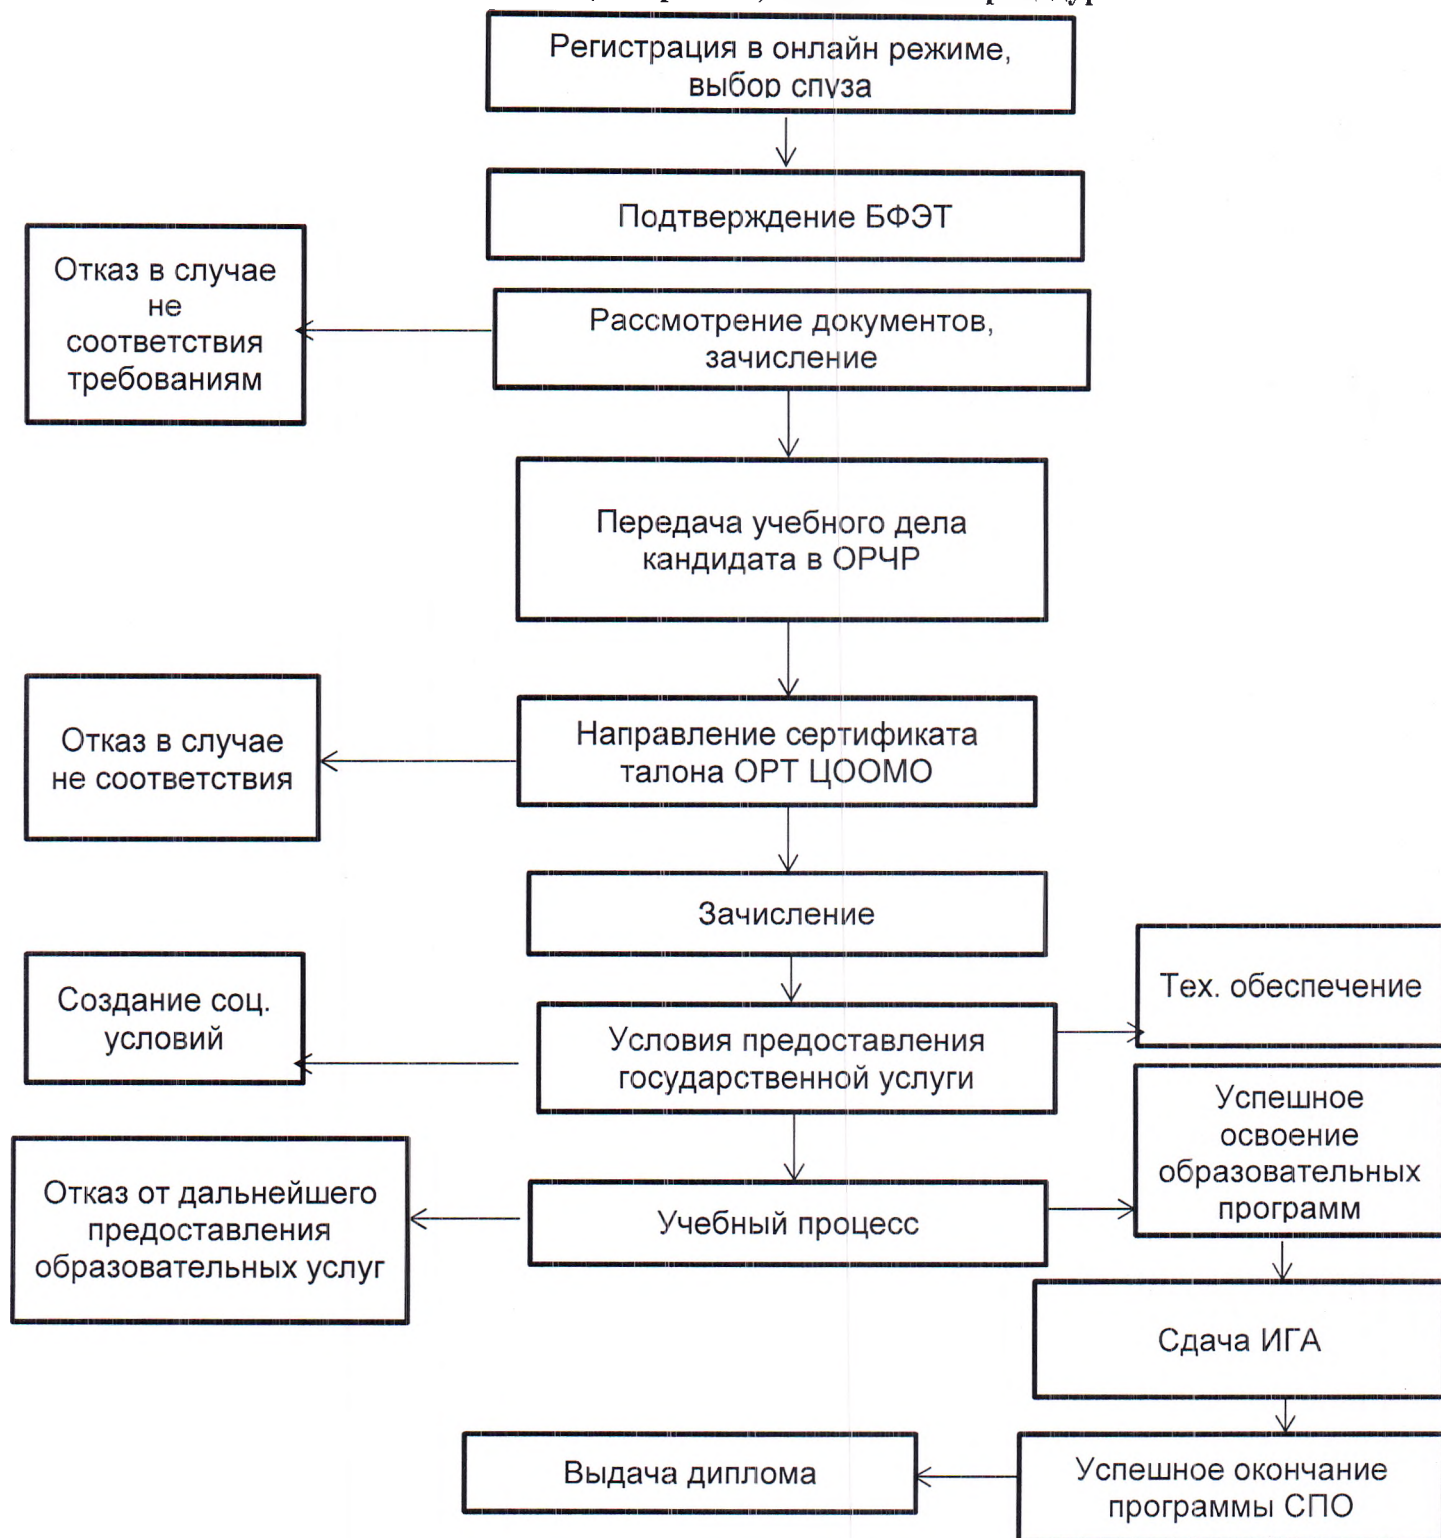 Регистрация в онлайн режиме,
выбор спуза
Подтверждение БФЭТ
Отказ в случае
не
соответствия
требованиям
Рассмотрение документов,
зачисление
Передача учебного дела
кандидата в ОРЧР
Отказ в случае
не соответствия
Направление сертификата
талона ОРТ ЦООМО
Зачисление
Создание соц.
условий
Условия предоставления
государственной услуги
Тех. обеспечение
Отказ от дальнейшего
предоставления
образовательных услуг
Учебный процесс
Успешное
освоение
образовательных
программ
Сдача ИГА
Выдача диплома
Успешное окончание
программы СПО